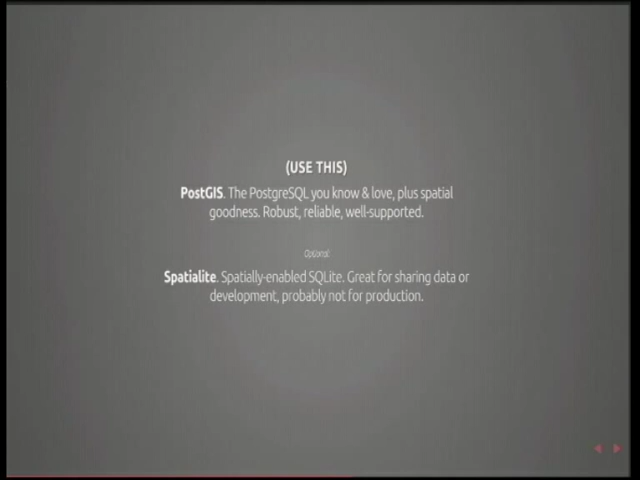 (USE THIS)
PostGIS. The PostgreSQL you know & love, plus spatial
goodness. Robust, reliable, well-supported.
Optional:
Spatialite. Spatially-enabled SQLite. Great for sharing data or
development, probably not for production.